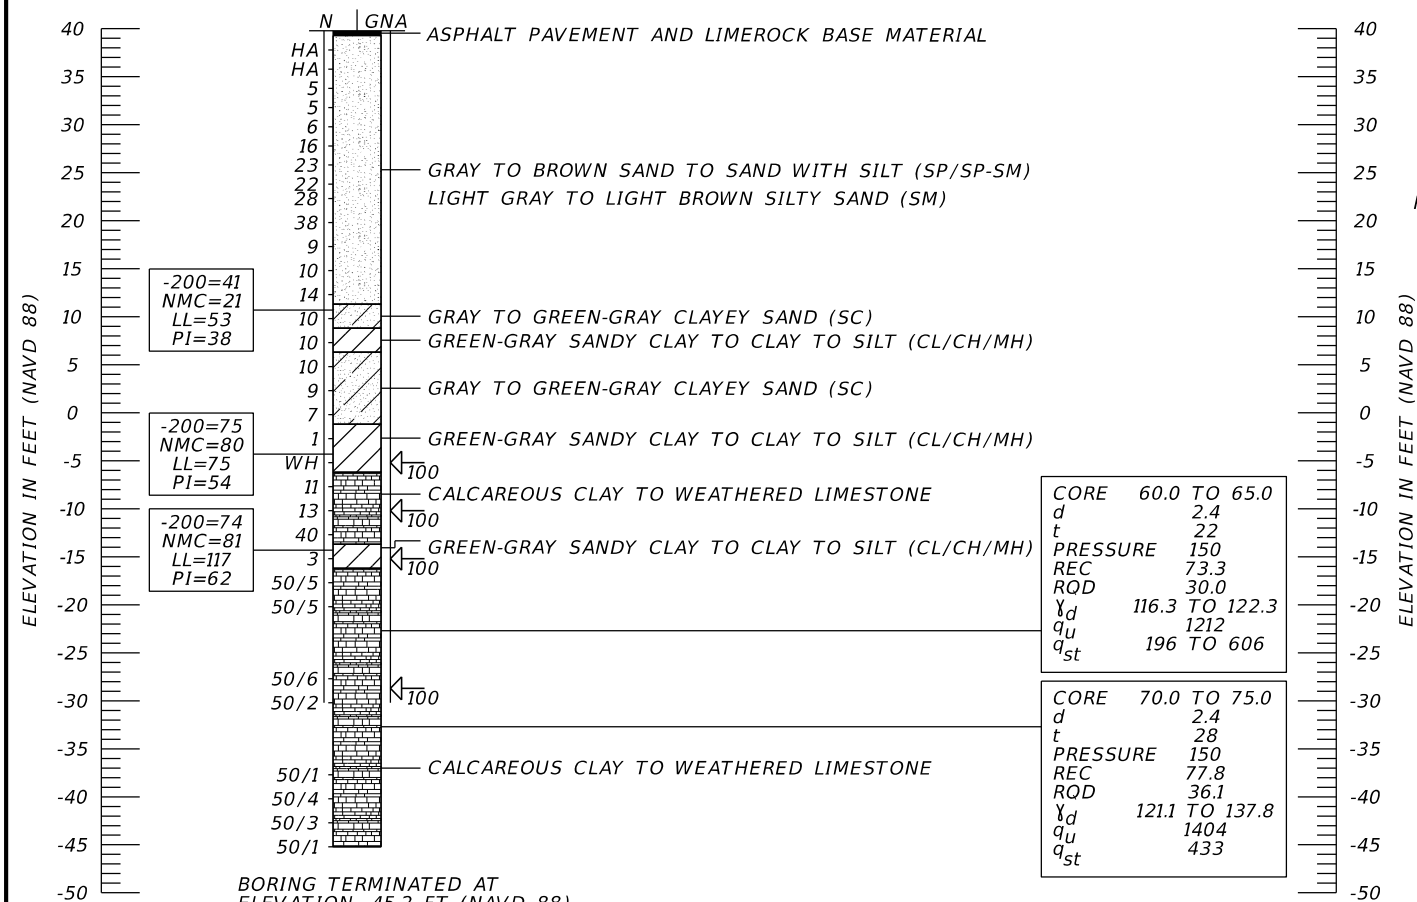 N GNA
ASPHALT PAVEMENT AND LIMEROCK BASE MATERIAL
40
35
30
25
20
15
10
5
0
-5
-10
-15
-20
-25
-30
-35
-40
-45
-50
ELEVATION IN FEET (NAVD 88)
HA
HA
5
5
6
16
23
22
28
38
9
10
14
10
10
10
9
7
1
WH
11
13
40
3
50/5
50/5
50/6
50/2
50/1
50/4
50/3
50/1
-200=41
NMC=21
LL=53
PI=38
-200=75
NMC=80
LL=75
PI=54
-200=74
NMC=81
LL=117
PI=62
GRAY TO BROWN SAND TO SAND WITH SILT (SP/SP-SM)
LIGHT GRAY TO LIGHT BROWN SILTY SAND (SM)
GRAY TO GREEN-GRAY CLAYEY SAND (SC)
GREEN-GRAY SANDY CLAY TO CLAY TO SILT (CL/CH/MH)
GRAY TO GREEN-GRAY CLAYEY SAND (SC)
GREEN-GRAY SANDY CLAY TO CLAY TO SILT (CL/CH/MH)
100
CALCAREOUS CLAY TO WEATHERED LIMESTONE
100
GREEN-GRAY SANDY CLAY TO CLAY TO SILT (CL/CH/MH)
100
100
CALCAREOUS CLAY TO WEATHERED LIMESTONE
CORE 60.0 TO 65.0
d 2.4
t 22
PRESSURE 150
REC 73.3
RQD 30.0
γd 116.3 TO 122.3
qu 1212
qst 196 TO 606
CORE 70.0 TO 75.0
d 2.4
t 28
PRESSURE 150
REC 77.8
RQD 36.1
γd 121.1 TO 137.8
qu 1404
qst 433
40
35
30
25
20
15
10
5
0
-5
-10
-15
-20
-25
-30
-35
-40
-45
-50
ELEVATION IN FEET (NAVD 88)
BORING TERMINATED AT
ELEVATION -45.2 FT (NAVD 88)